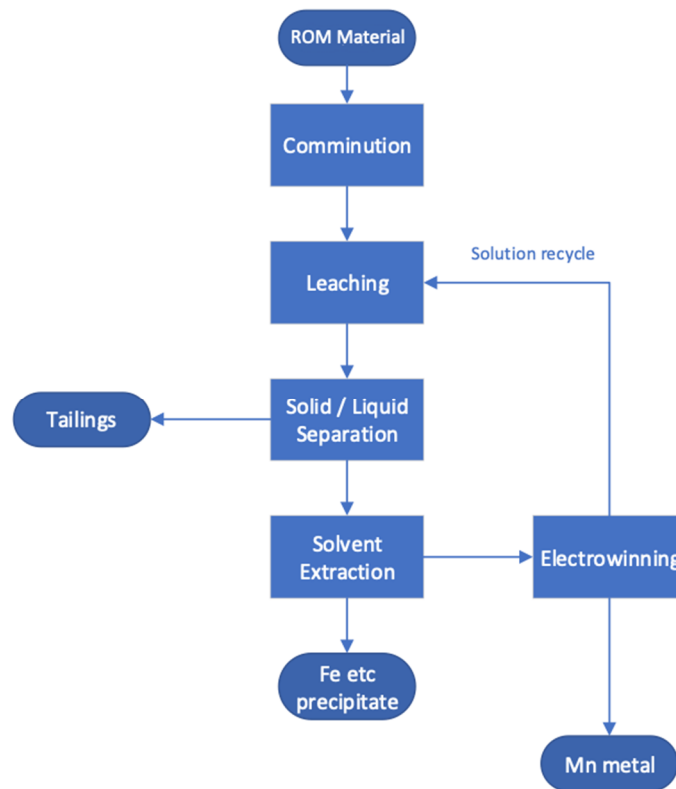 ROM Material
Comminution
Leaching
Solution recycle
Solid / Liquid
Separation
Tailings
Solvent
Extraction
Electrowinning
Fe etc
precipitate
Mn metal